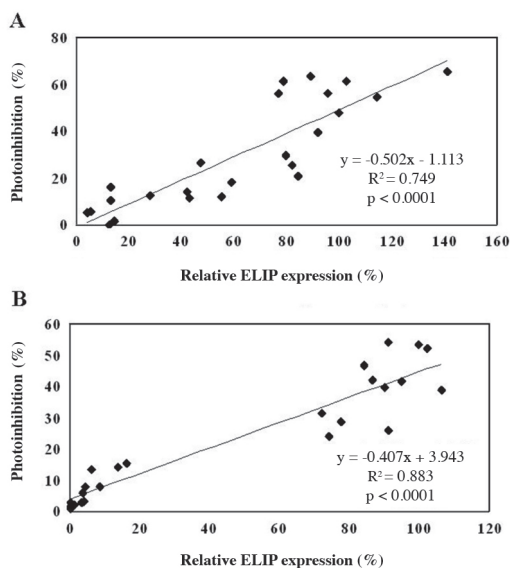 A
80
60
40
20
0
Photoinhibition (%)
y = -0.502x - 1.113
R² = 0.749
p < 0.0001
0 20 40 60 80 100 120 140 160
Relative ELIP expression (%)
B
60
50
40
30
20
10
0
Photoinhibition (%)
y = -0.407x + 3.943
R² = 0.883
p < 0.0001
0 20 40 60 80 100 120
Relative ELIP expression (%)